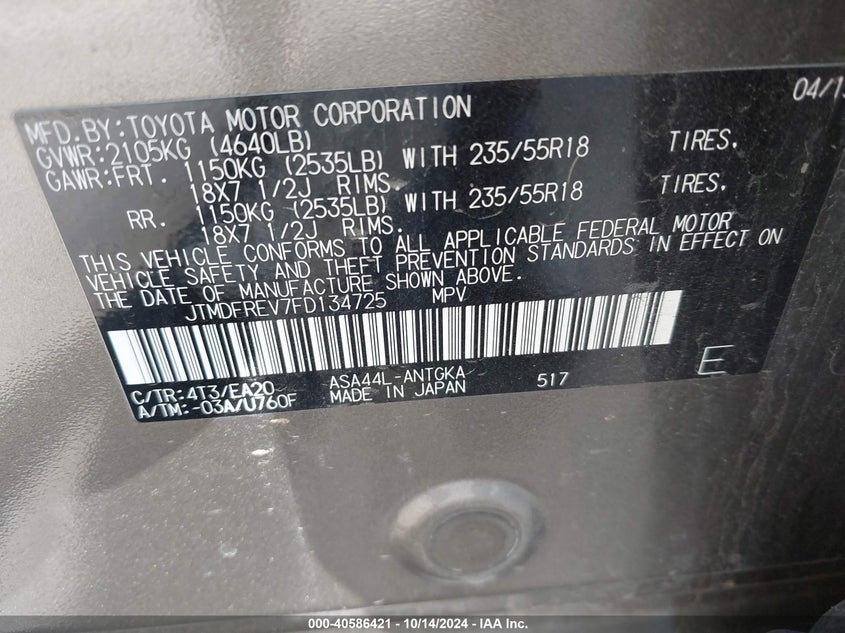 04/15
MFD.BY:TOYOTA MOTOR CORPORATION
GVWR:2105KG (4640LB)
GAWR:FRT. 1150KG (2535LB) WITH 235/55R18 TIRES,
18X7 1/2J RIMS.
RR. 1150KG (2535LB) WITH 235/55R18 TIRES,
18X7 1/2J RIMS.
THIS VEHICLE CONFORMS TO ALL APPLICABLE FEDERAL MOTOR
VEHICLE SAFETY AND THEFT PREVENTION STANDARDS IN EFFECT ON
THE DATE OF MANUFACTURE SHOWN ABOVE.
JTMDFREV7FD134725 MPV
C/TR:4T3/EA20 ASA44L-ANTGKA 517 E
A/TM:-03A/U760F MADE IN JAPAN
000-40586421 - 10/14/2024 - IAA Inc.